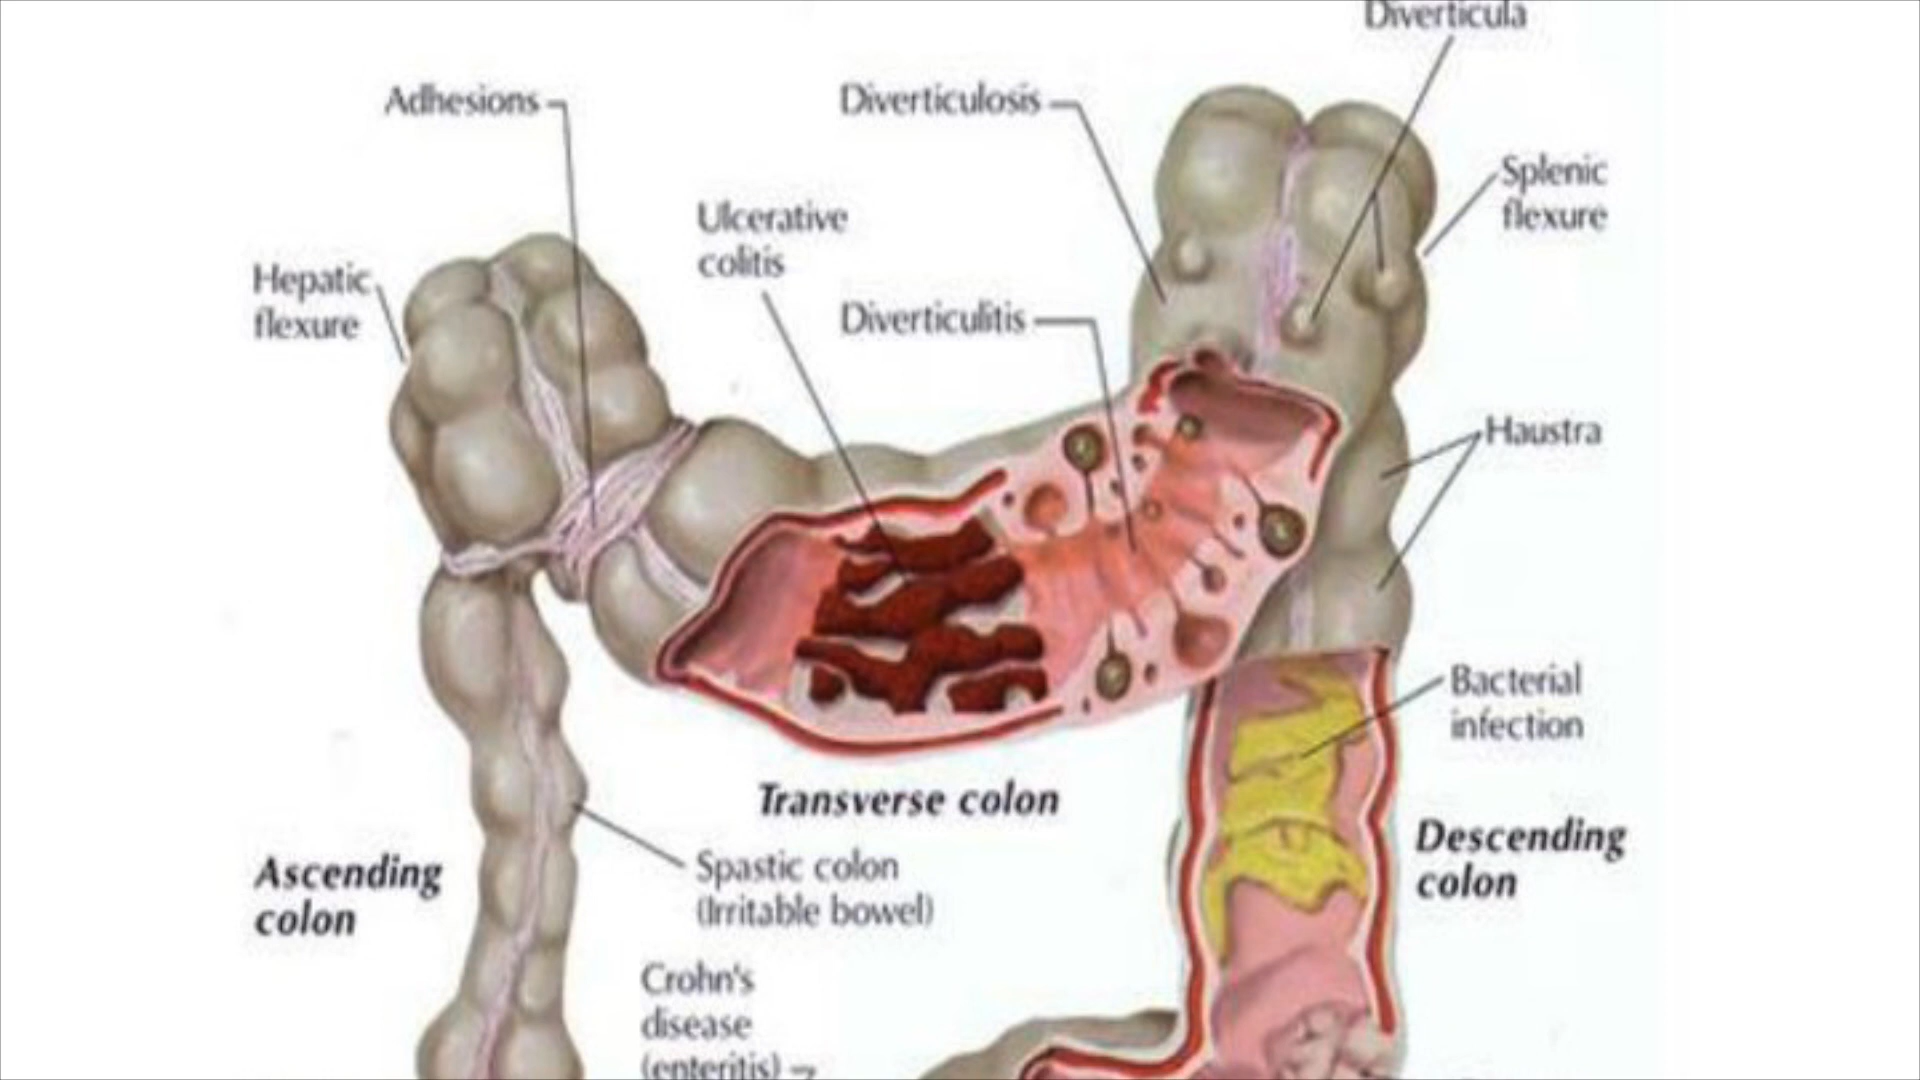 Diverticula
Adhesions
Diverticulosis
Splenic
flexure
Ulcerative
colitis
Hepatic
flexure
Diverticulitis
Haustra
Bacterial
infection
Transverse colon
Descending
colon
Ascending
colon
Spastic colon
(Irritable bowel)
Crohn's
disease
(enteritis)